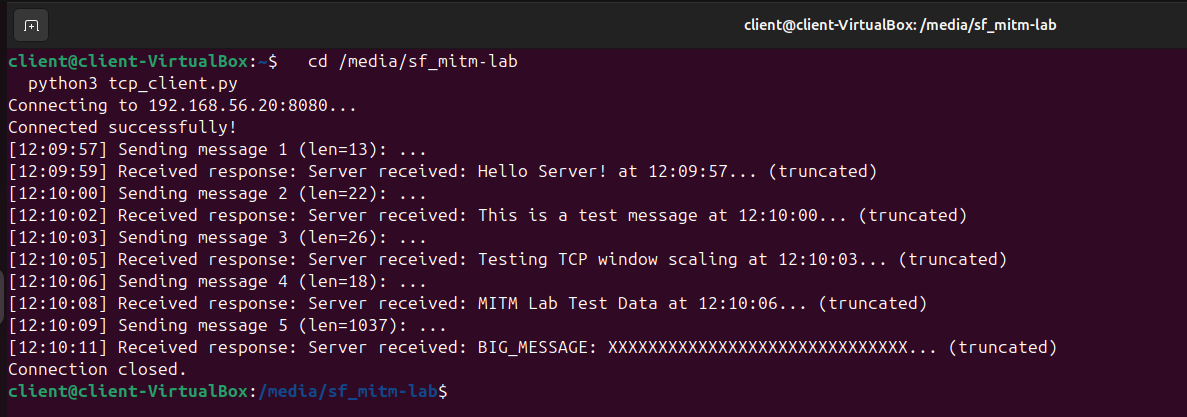 client@client-VirtualBox: /media/sf_mitm-lab
client@client-VirtualBox:~$   cd /media/sf_mitm-lab
  python3 tcp_client.py
Connecting to 192.168.56.20:8080...
Connected successfully!
[12:09:57] Sending message 1 (len=13): ...
[12:09:59] Received response: Server received: Hello Server! at 12:09:57... (truncated)
[12:10:00] Sending message 2 (len=22): ...
[12:10:02] Received response: Server received: This is a test message at 12:10:00... (truncated)
[12:10:03] Sending message 3 (len=26): ...
[12:10:05] Received response: Server received: Testing TCP window scaling at 12:10:03... (truncated)
[12:10:06] Sending message 4 (len=18): ...
[12:10:08] Received response: Server received: MITM Lab Test Data at 12:10:06... (truncated)
[12:10:09] Sending message 5 (len=1037): ...
[12:10:11] Received response: Server received: BIG_MESSAGE: XXXXXXXXXXXXXXXXXXXXXXXXXXXXXX... (truncated)
Connection closed.
client@client-VirtualBox:/media/sf_mitm-lab$